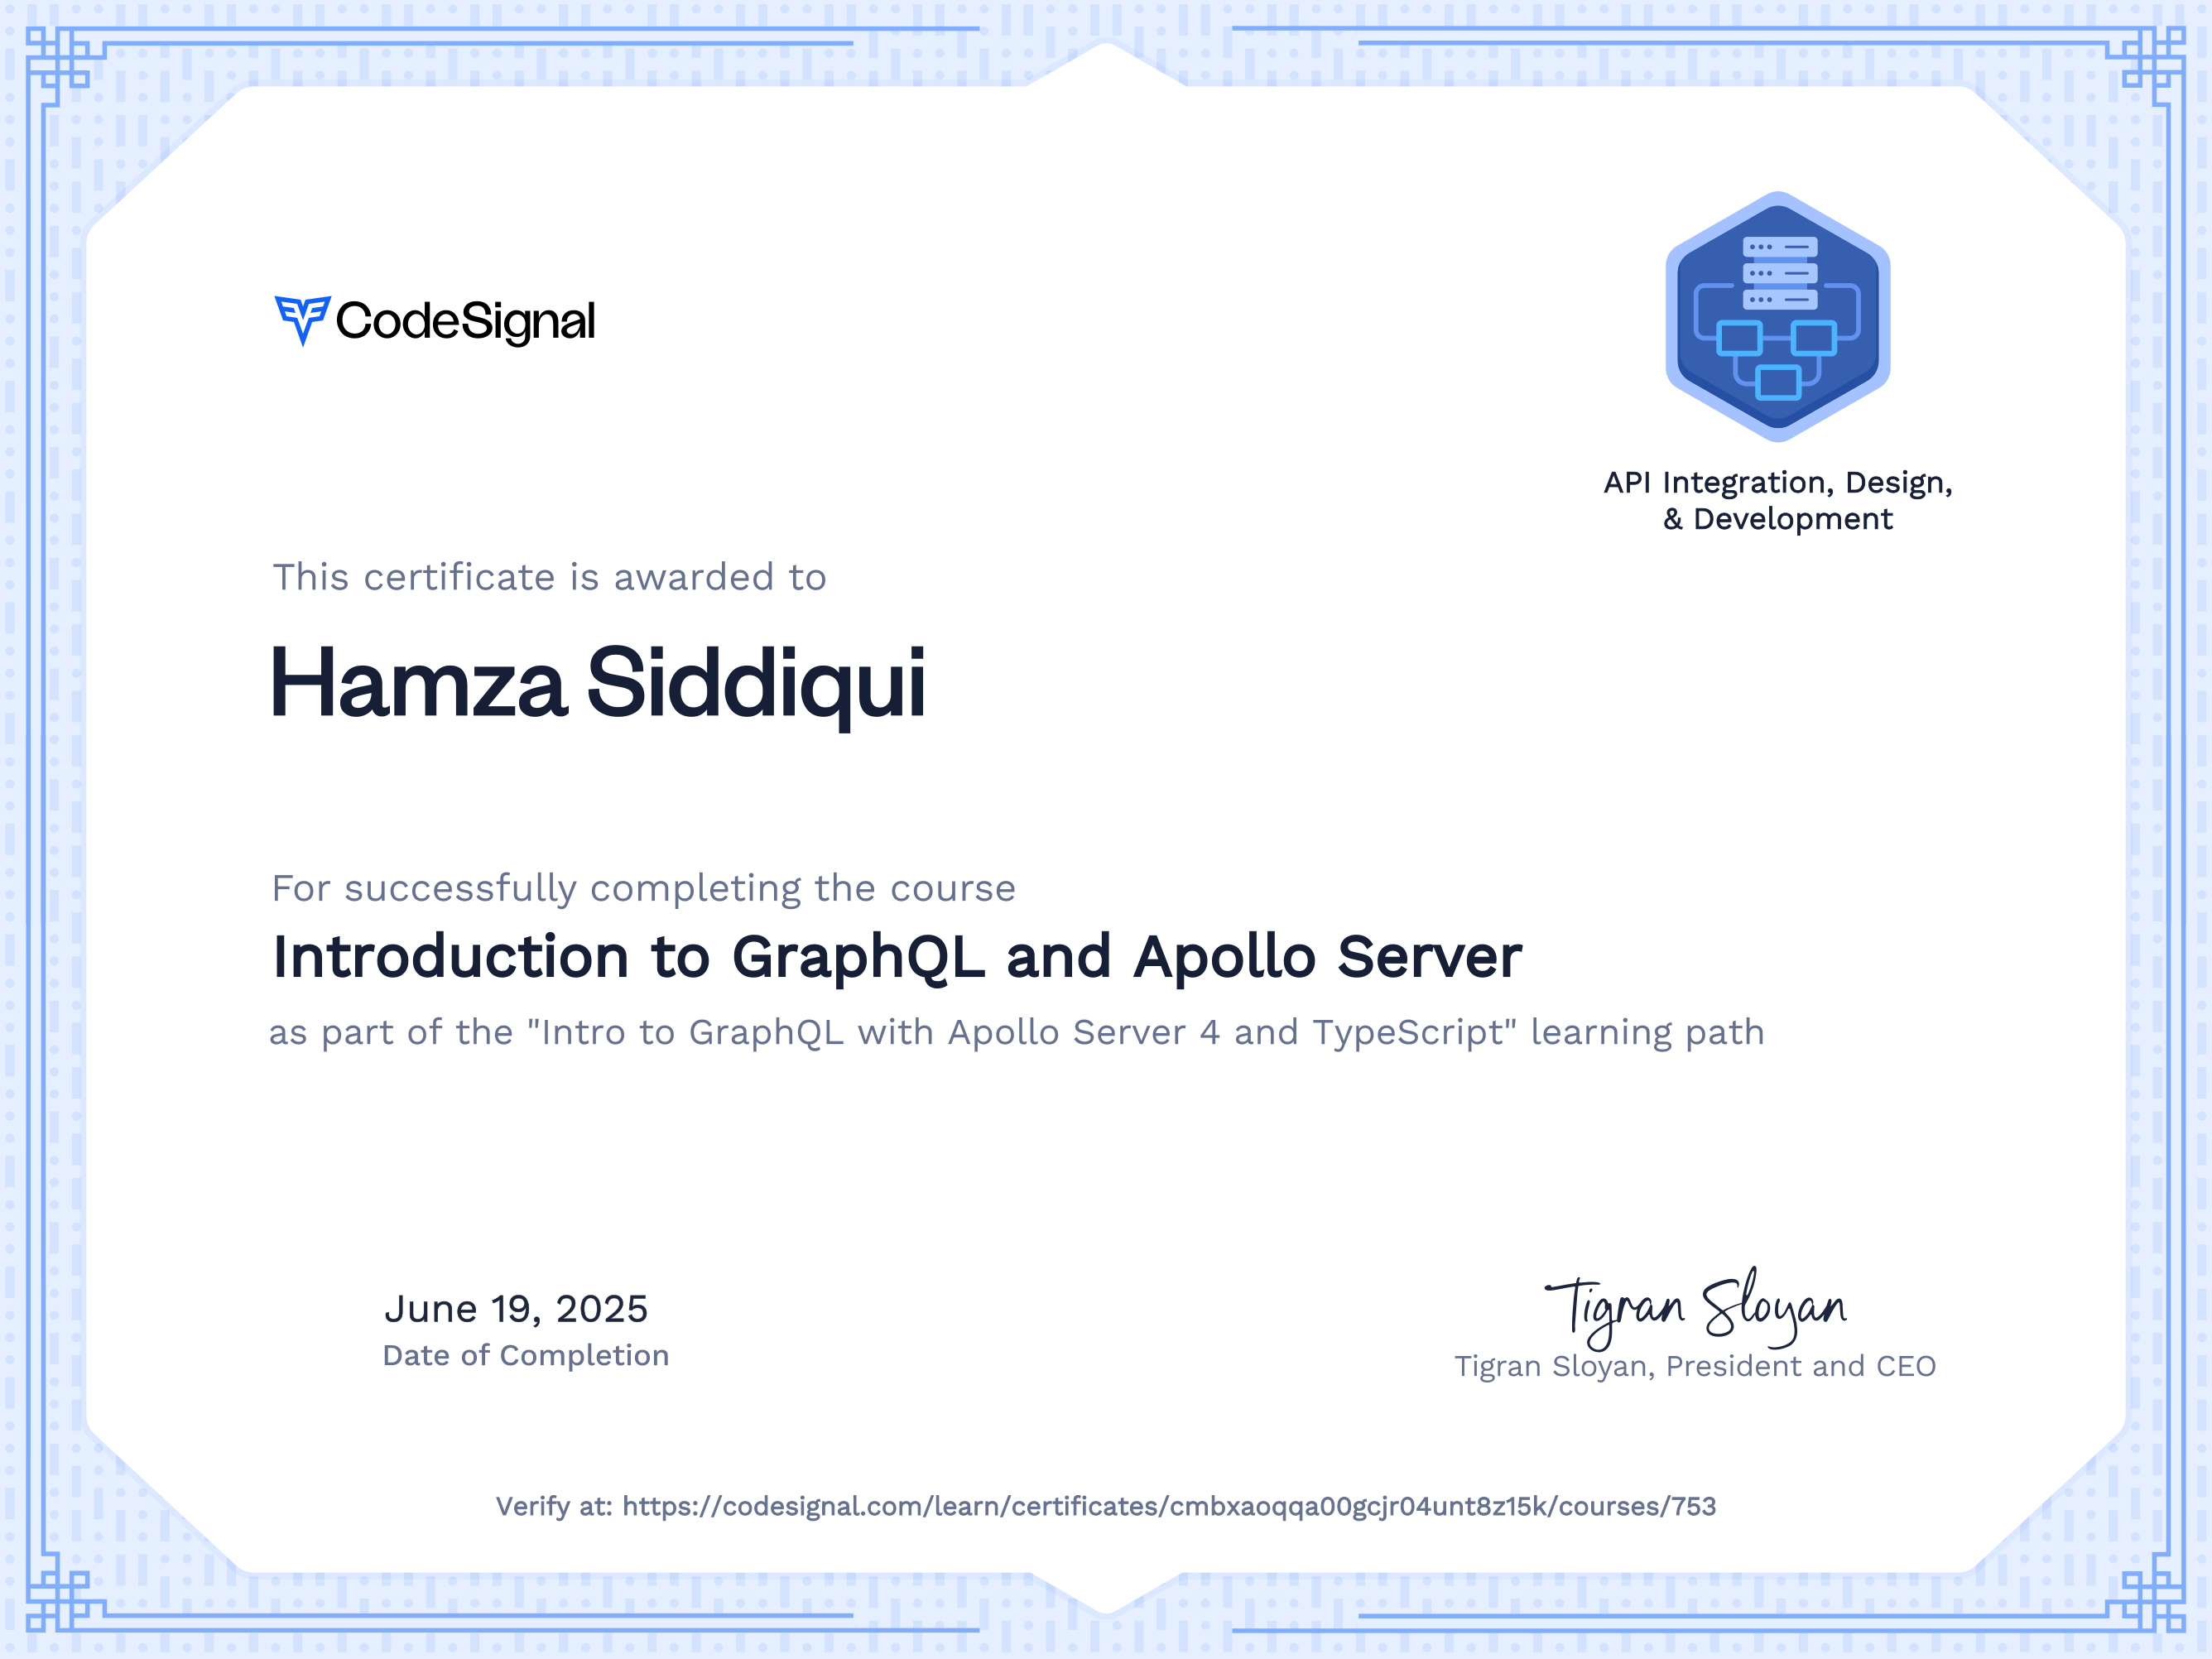 CodeSignal
API Integration, Design,
& Development
This certificate is awarded to
Hamza Siddiqui
For successfully completing the course
Introduction to GraphQL and Apollo Server
as part of the "Intro to GraphQL with Apollo Server 4 and TypeScript" learning path
June 19, 2025
Date of Completion
Tigran Sloyan
Tigran Sloyan, President and CEO
Verify at: https://codesignal.com/learn/certificates/cmbxaoqqa00gcjr04unt8z15k/courses/753